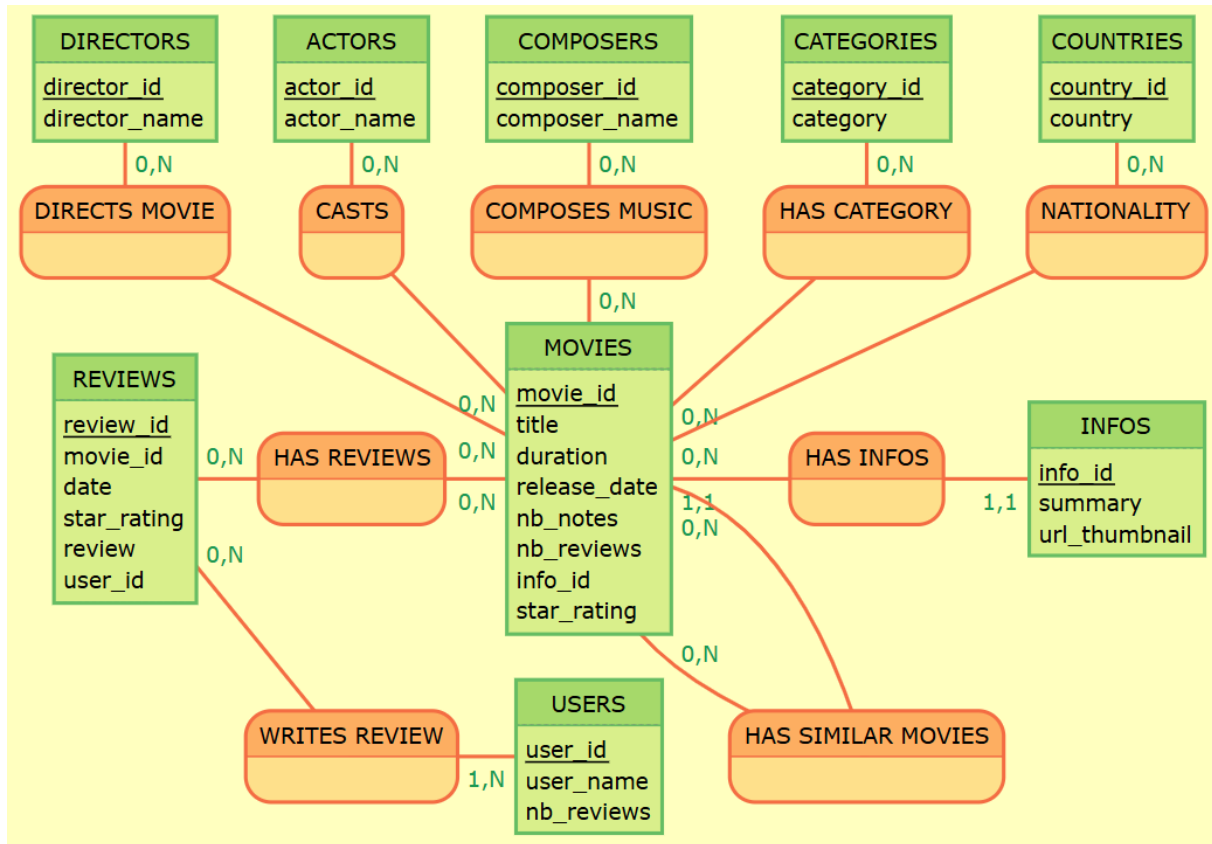 DIRECTORS
director_id
director_name
ACTORS
actor_id
actor_name
COMPOSERS
composer_id
composer_name
CATEGORIES
category_id
category
COUNTRIES
country_id
country
0,N
0,N
0,N
0,N
0,N
DIRECTS MOVIE
CASTS
COMPOSES MUSIC
HAS CATEGORY
NATIONALITY
0,N
MOVIES
movie_id
title
duration
release_date
nb_notes
nb_reviews
info_id
star_rating
REVIEWS
review_id
movie_id
date
star_rating
review
user_id
0,N
0,N
HAS REVIEWS
0,N
0,N
0,N
0,N
0,N
1,1
0,N
HAS INFOS
1,1
INFOS
info_id
summary
url_thumbnail
0,N
WRITES REVIEW
1,N
USERS
user_id
user_name
nb_reviews
HAS SIMILAR MOVIES